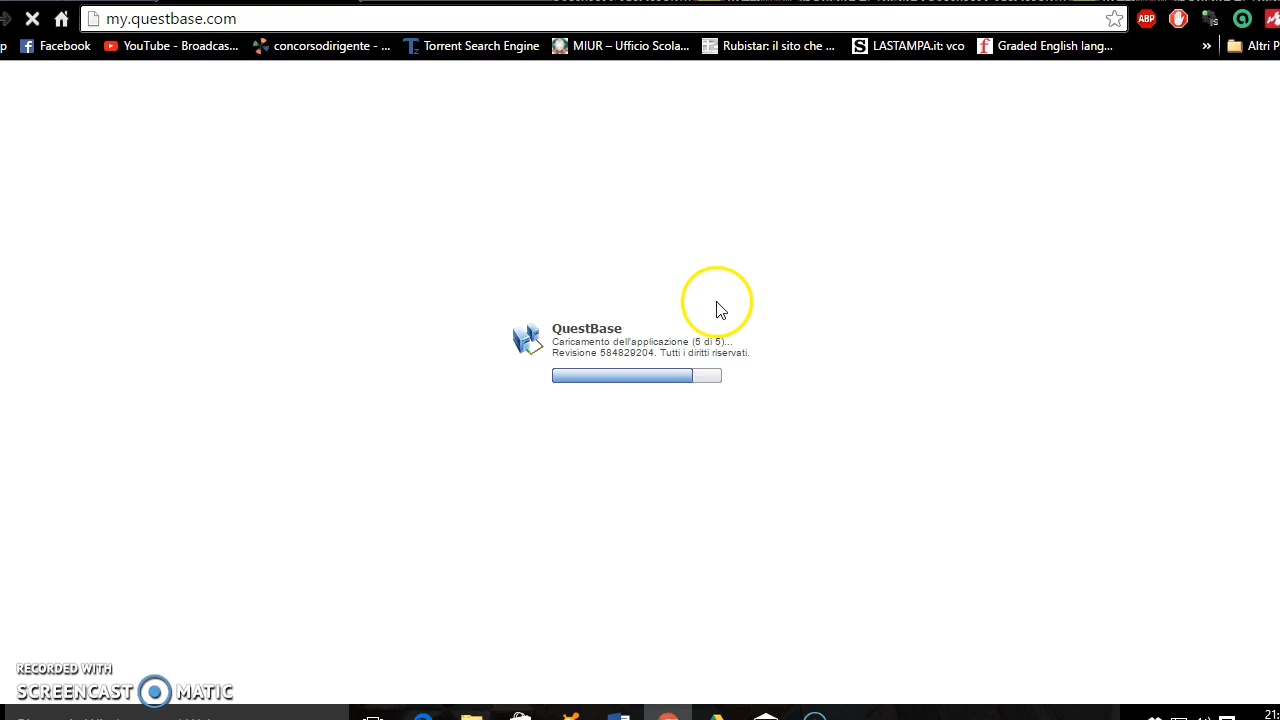 my.questbase.com
ABP
Facebook YouTube - Broadcas... concorsodirigente - ... Torrent Search Engine MIUR – Ufficio Scola... Rubistar: il sito che ... S LASTAMPA.it: vco f Graded English lang... » Altri P
QuestBase
Caricamento dell'applicazione (5 di 5)...
Revisione 584829204. Tutti i diritti riservati.
RECORDED WITH
SCREENCAST MATIC
21: